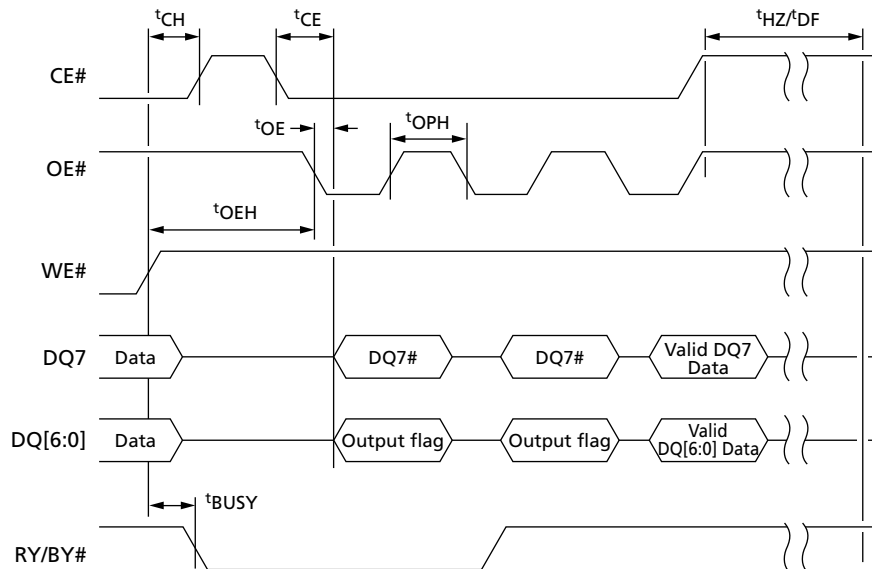 tCH
tCE
tHZ/tDF
CE#
tOE
tOPH
OE#
tOEH
WE#
DQ7
Data
DQ7#
DQ7#
Valid DQ7
Data
DQ[6:0]
Data
Output flag
Output flag
Valid
DQ[6:0] Data
tBUSY
RY/BY#